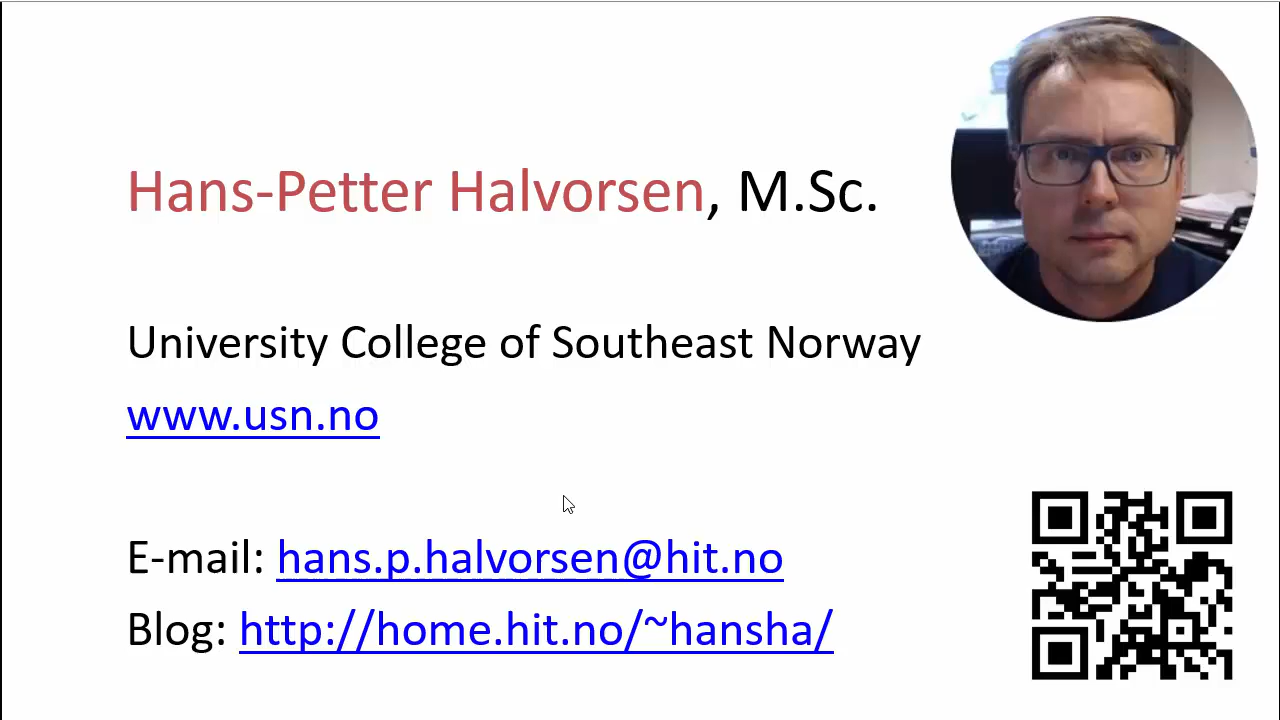 Hans-Petter Halvorsen, M.Sc.
University College of Southeast Norway
www.usn.no
E-mail: hans.p.halvorsen@hit.no
Blog: http://home.hit.no/~hansha/